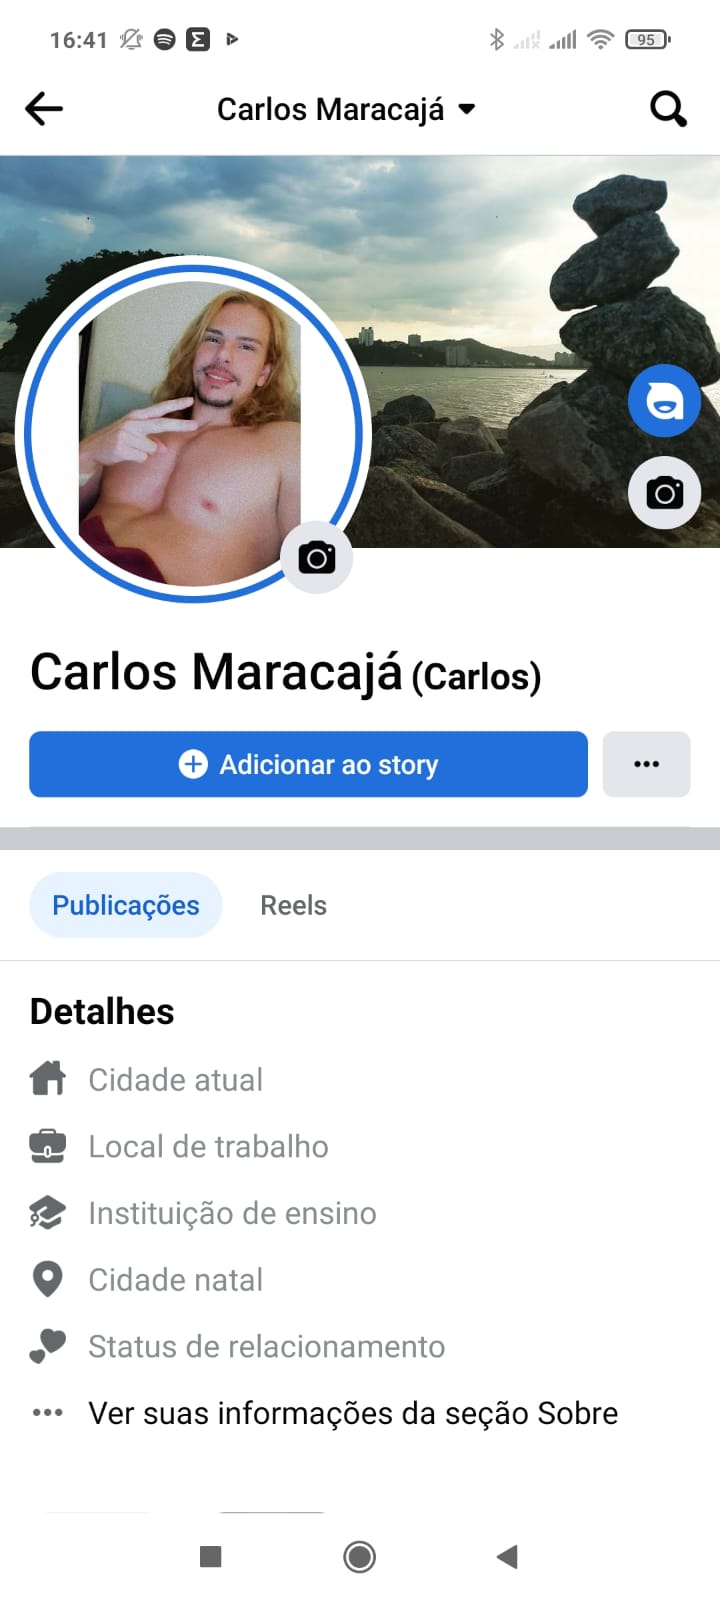 16:41
95
Carlos Maracajá
Carlos Maracajá (Carlos)
Adicionar ao story
Publicações Reels
Detalhes
Cidade atual
Local de trabalho
Instituição de ensino
Cidade natal
Status de relacionamento
Ver suas informações da seção Sobre